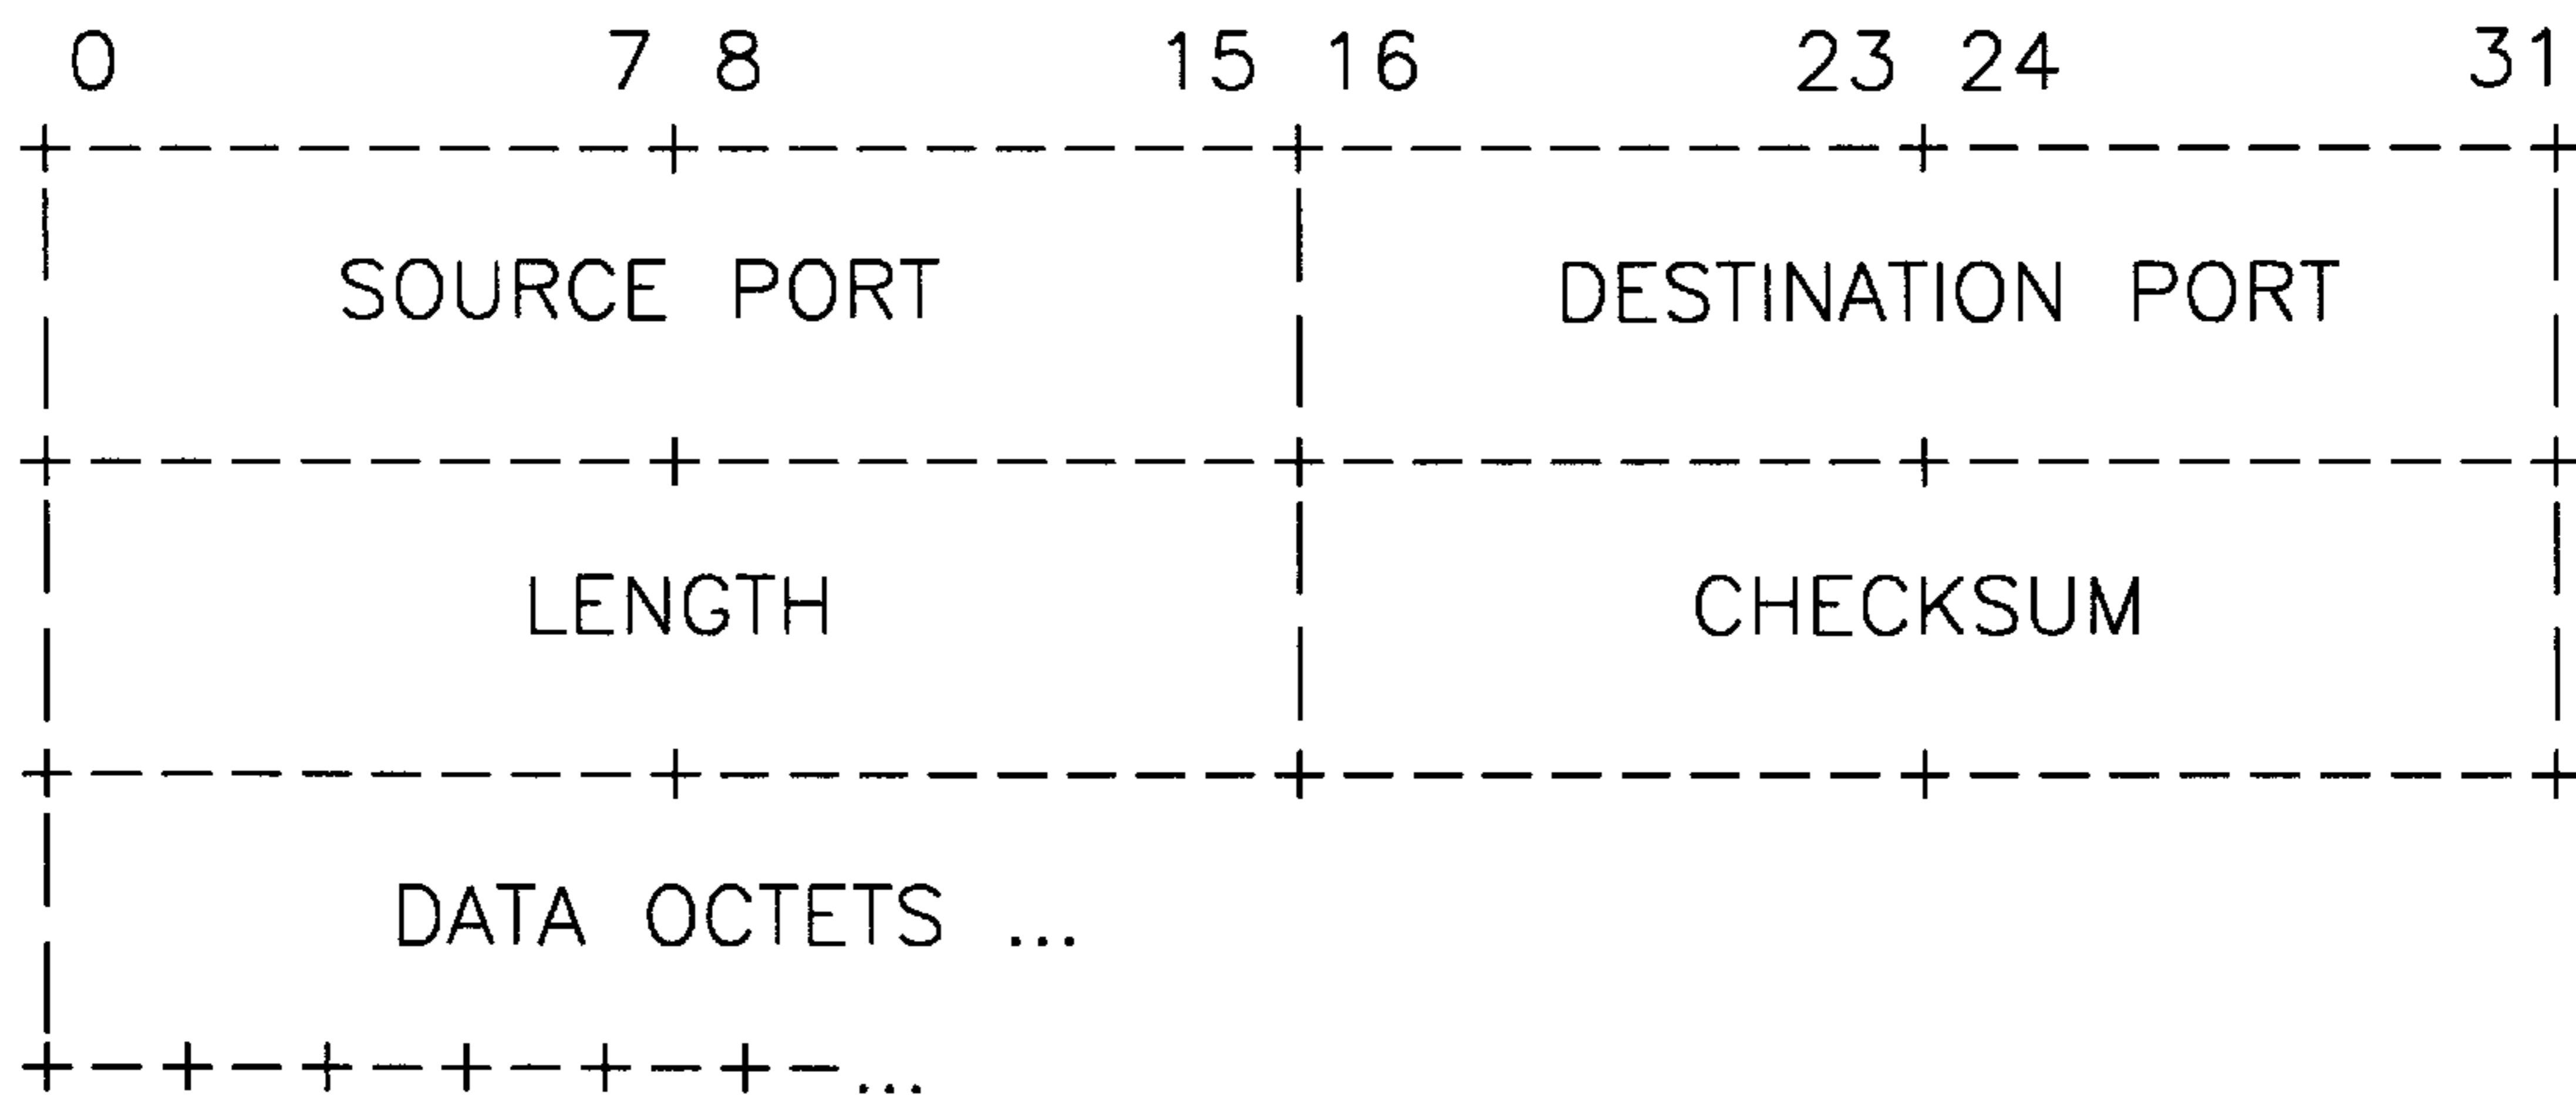 0 7 8 15 16 23 24 31
SOURCE PORT DESTINATION PORT
LENGTH CHECKSUM
DATA OCTETS ...
...